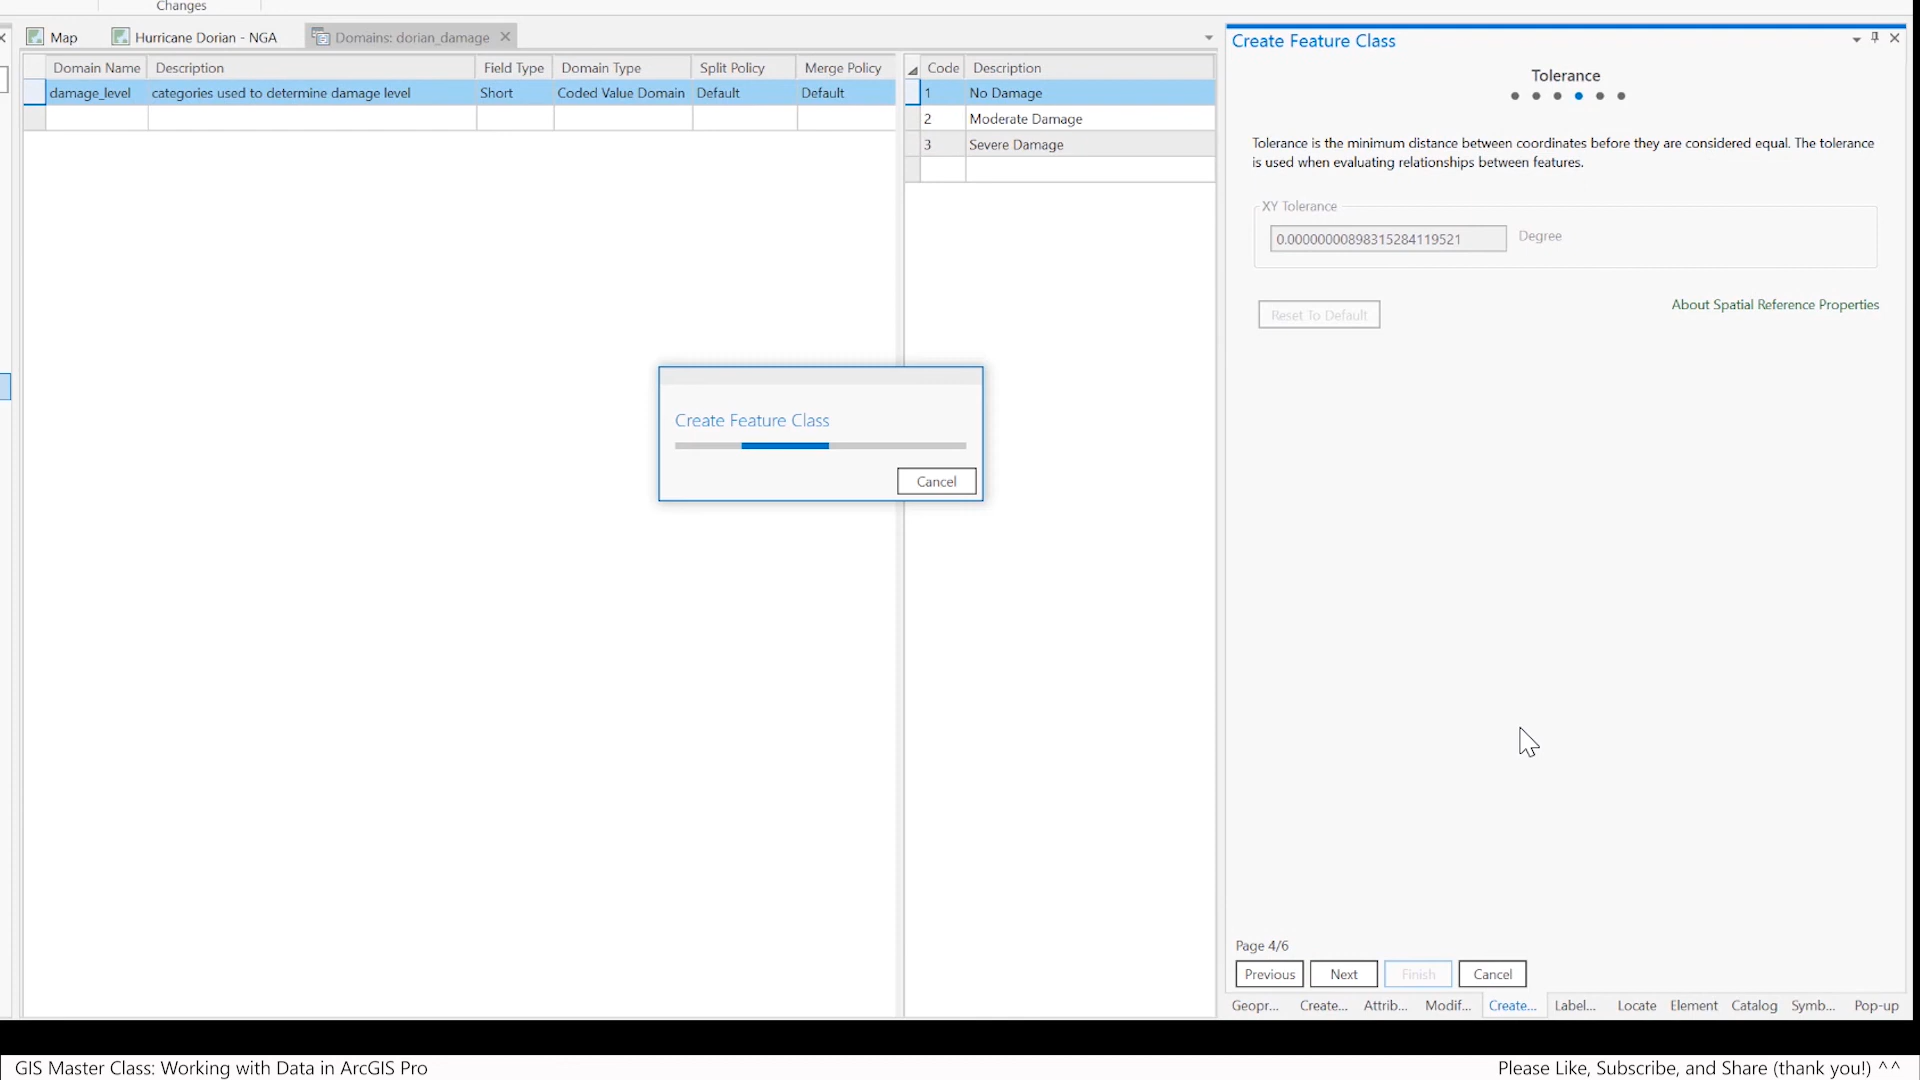 Changes
Map Hurricane Dorian - NGA Domains: dorian_damage
Domain Name Description Field Type Domain Type Split Policy Merge Policy
damage_level categories used to determine damage level Short Coded Value Domain Default Default
Code Description
1 No Damage
2 Moderate Damage
3 Severe Damage
Create Feature Class
Cancel
Create Feature Class
Tolerance
Tolerance is the minimum distance between coordinates before they are considered equal. The tolerance
is used when evaluating relationships between features.
XY Tolerance
0.00000000898315284119521 Degree
About Spatial Reference Properties
Reset To Default
Page 4/6
Previous Next Finish Cancel
Geopr... Create... Attrib... Modif... Create... Label... Locate Element Catalog Symb... Pop-up
GIS Master Class: Working with Data in ArcGIS Pro
Please Like, Subscribe, and Share (thank you!) ^^